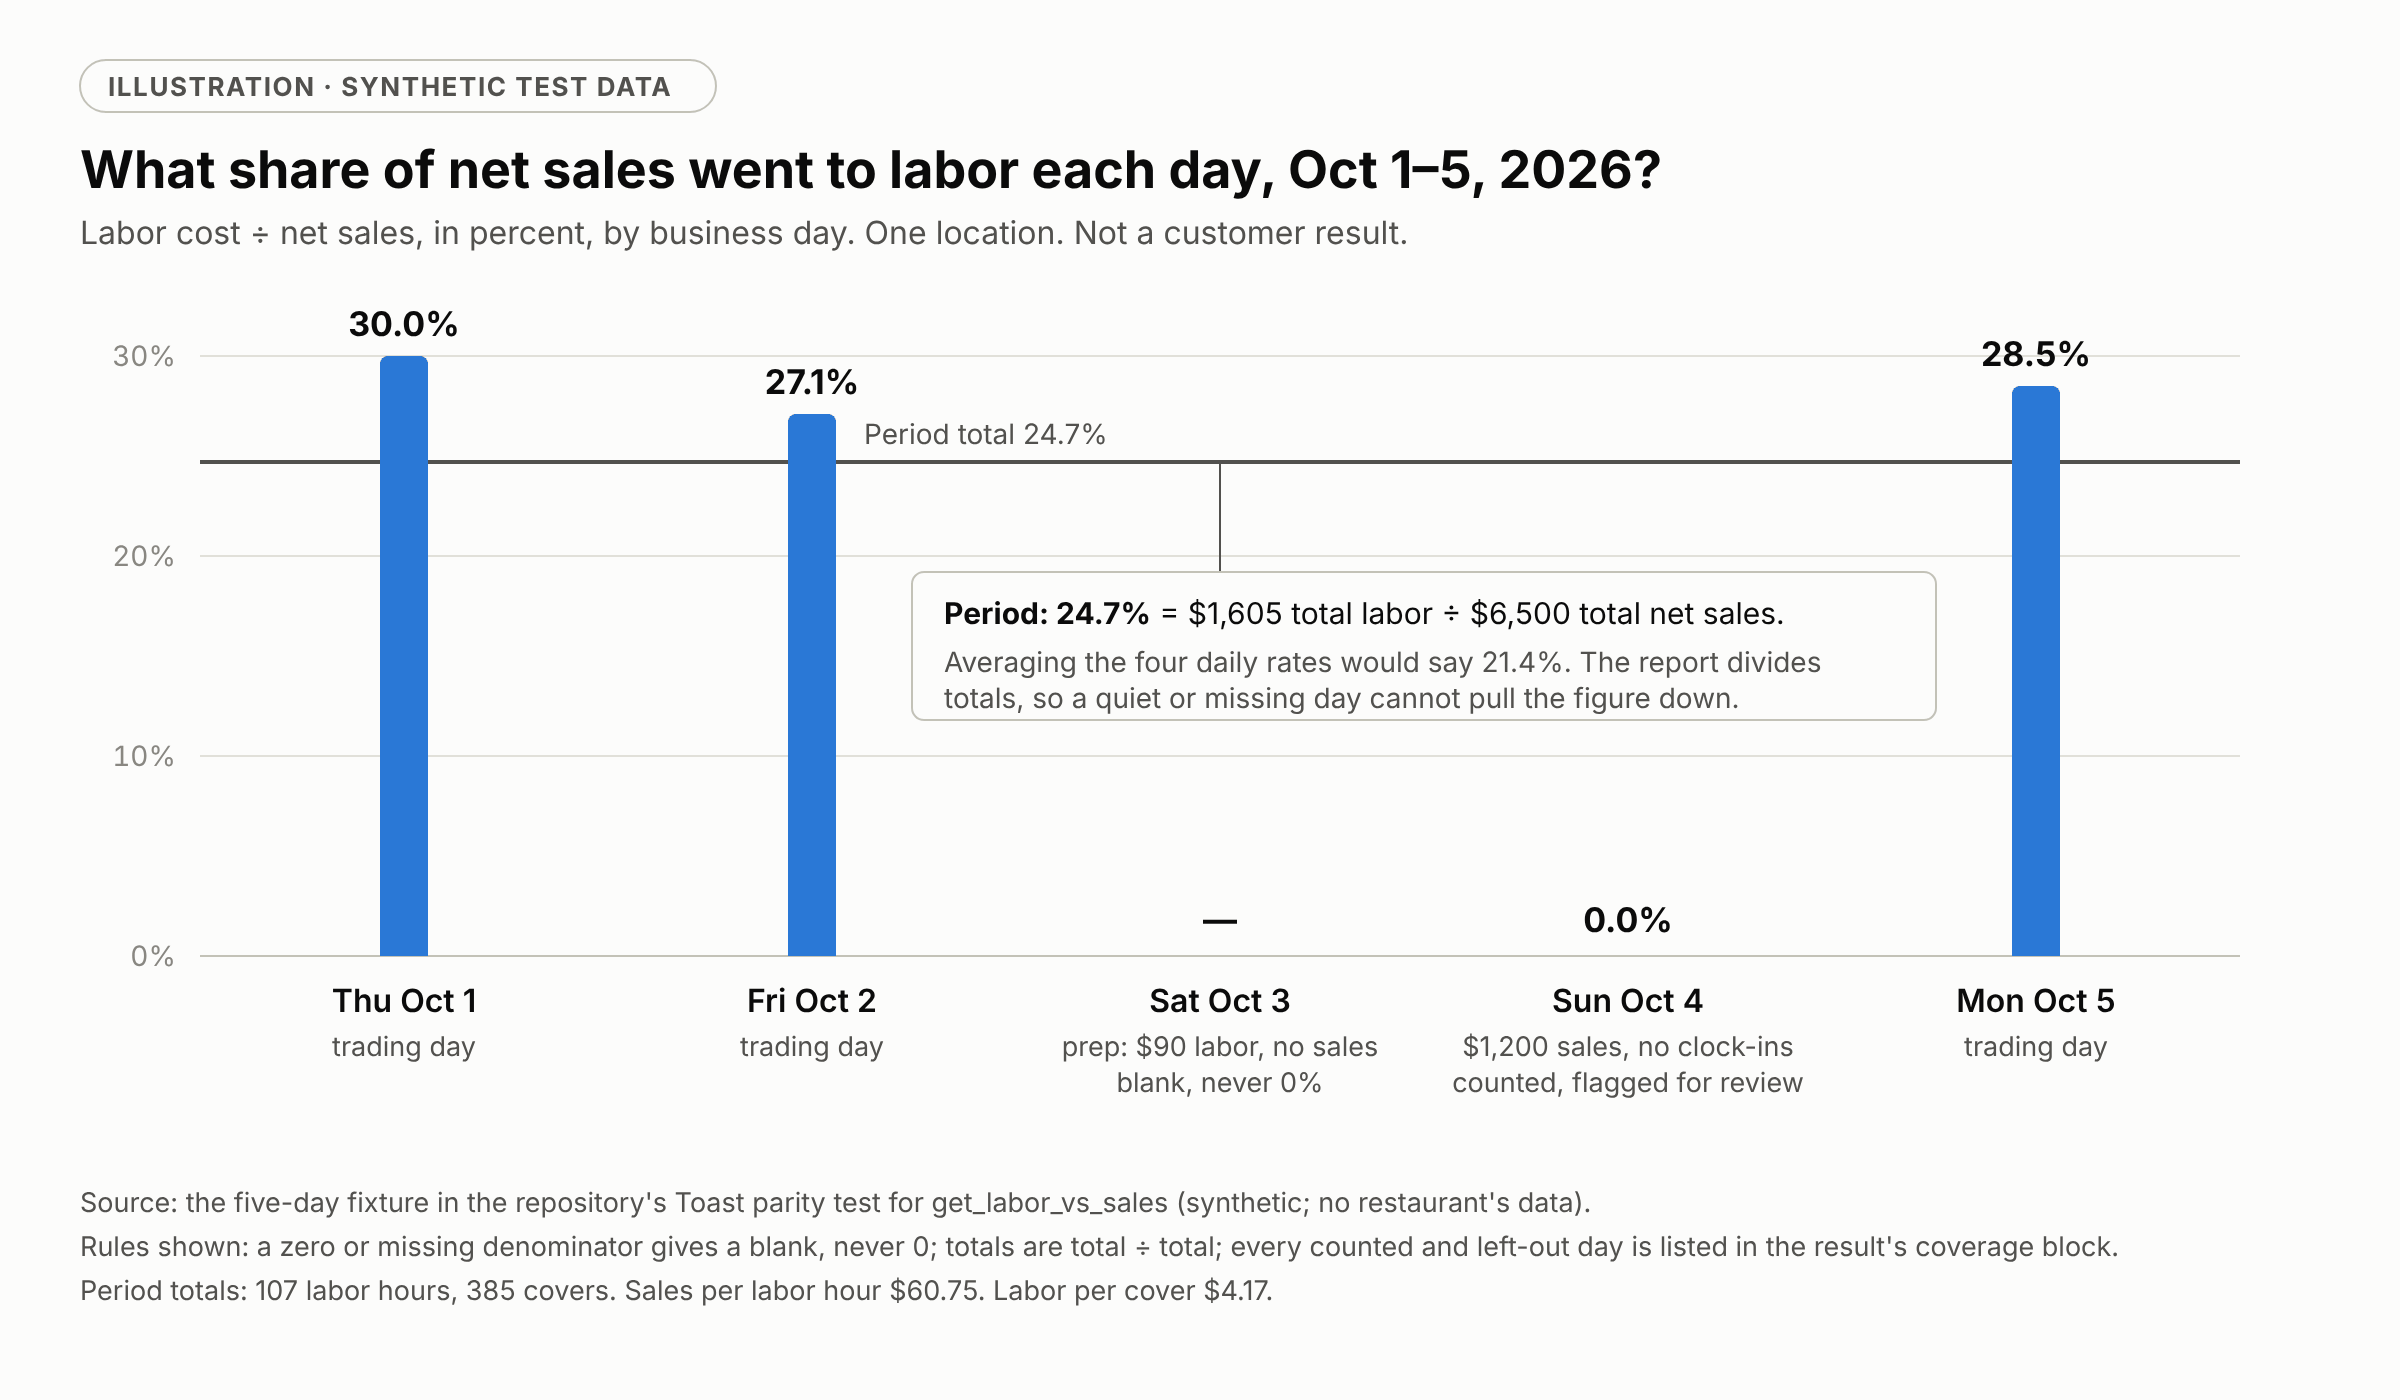 ILLUSTRATION · SYNTHETIC TEST DATA
What share of net sales went to labor each day, Oct 1–5, 2026?
Labor cost ÷ net sales, in percent, by business day. One location. Not a customer result.
30.0%
30%
28.5%
27.1%
Period total 24.7%
20%
Period: 24.7% = $1,605 total labor ÷ $6,500 total net sales.
Averaging the four daily rates would say 21.4%. The report divides
totals, so a quiet or missing day cannot pull the figure down.
10%
—
0.0%
0%
Thu Oct 1
trading day
Fri Oct 2
trading day
Sat Oct 3
prep: $90 labor, no sales
blank, never 0%
Sun Oct 4
$1,200 sales, no clock-ins
counted, flagged for review
Mon Oct 5
trading day
Source: the five-day fixture in the repository's Toast parity test for get_labor_vs_sales (synthetic; no restaurant's data).
Rules shown: a zero or missing denominator gives a blank, never 0; totals are total ÷ total; every counted and left-out day is listed in the result's coverage block.
Period totals: 107 labor hours, 385 covers. Sales per labor hour $60.75. Labor per cover $4.17.